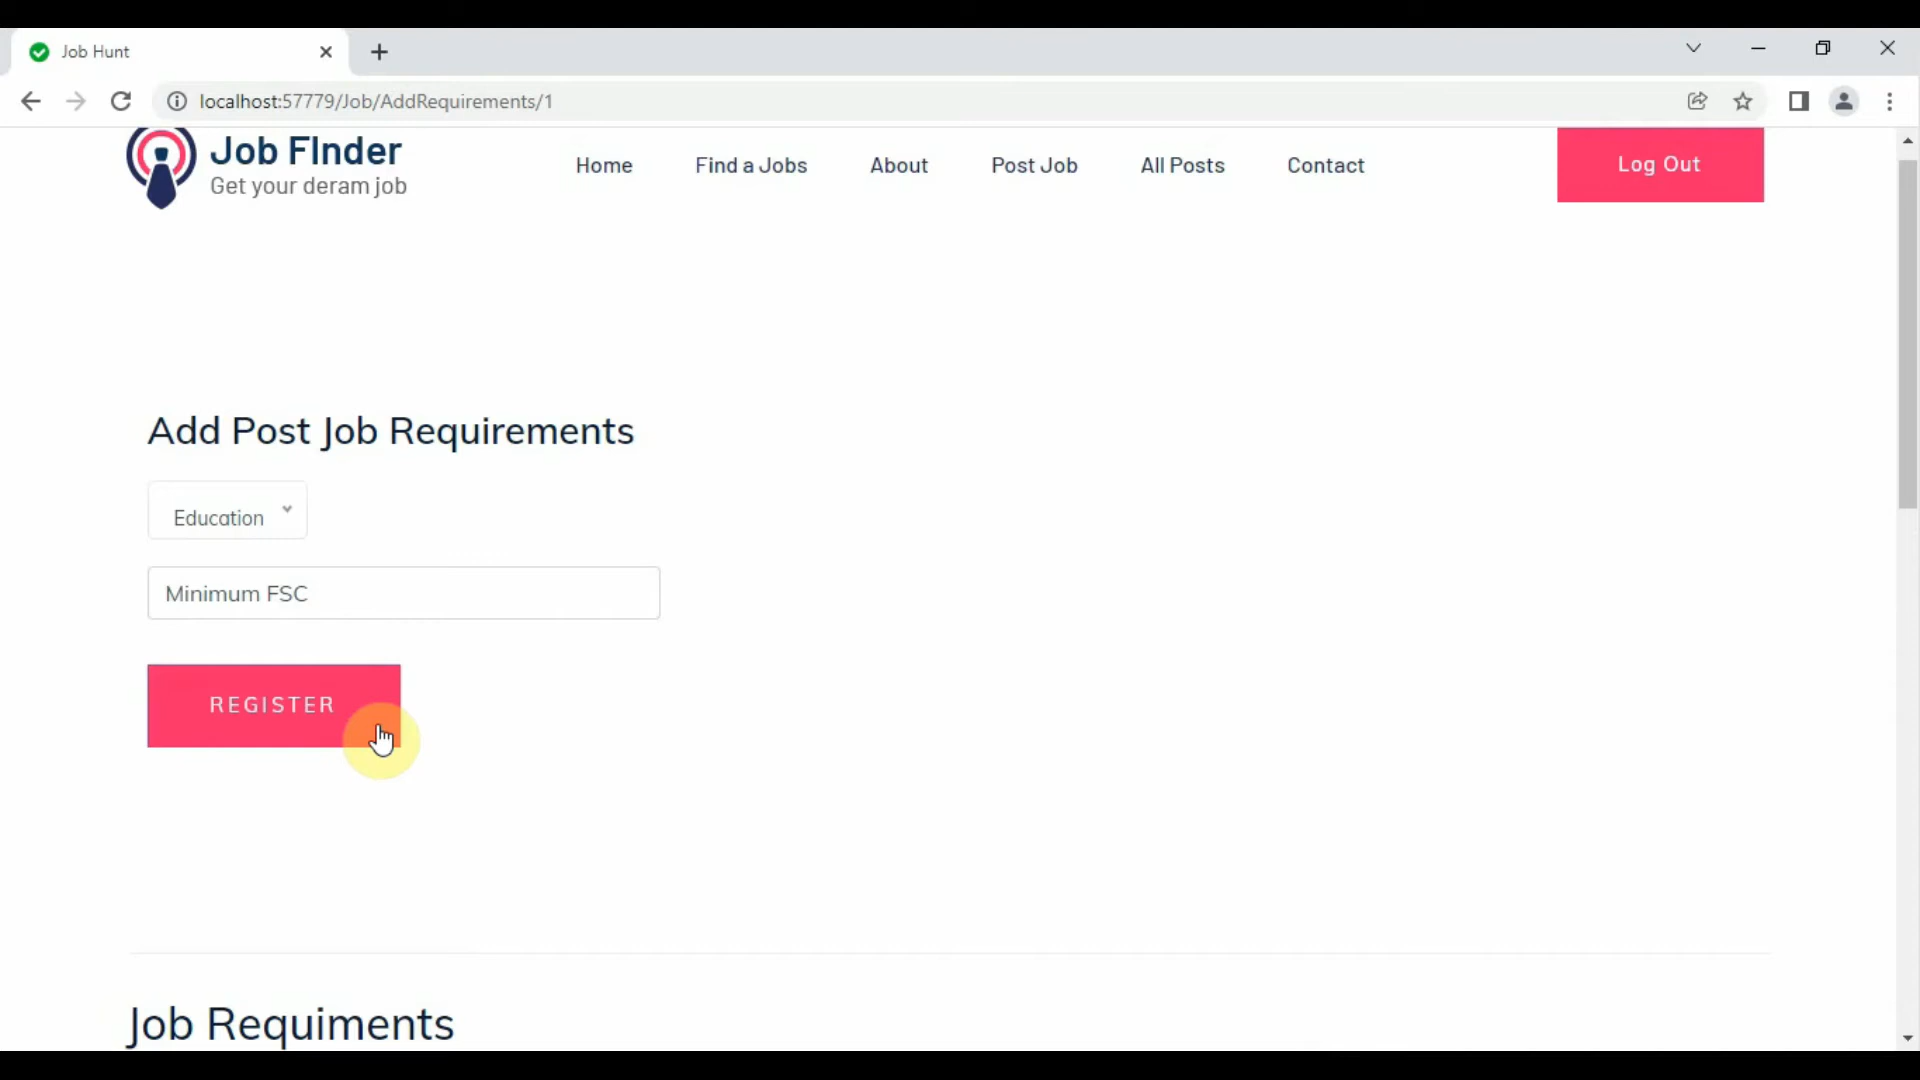 Job Hunt
localhost:57779/Job/AddRequirements/1
Job FInder
Get your deram job
Home Find a Jobs About Post Job All Posts Contact Log Out
Add Post Job Requirements
Education
Minimum FSC
REGISTER
Job Requiments